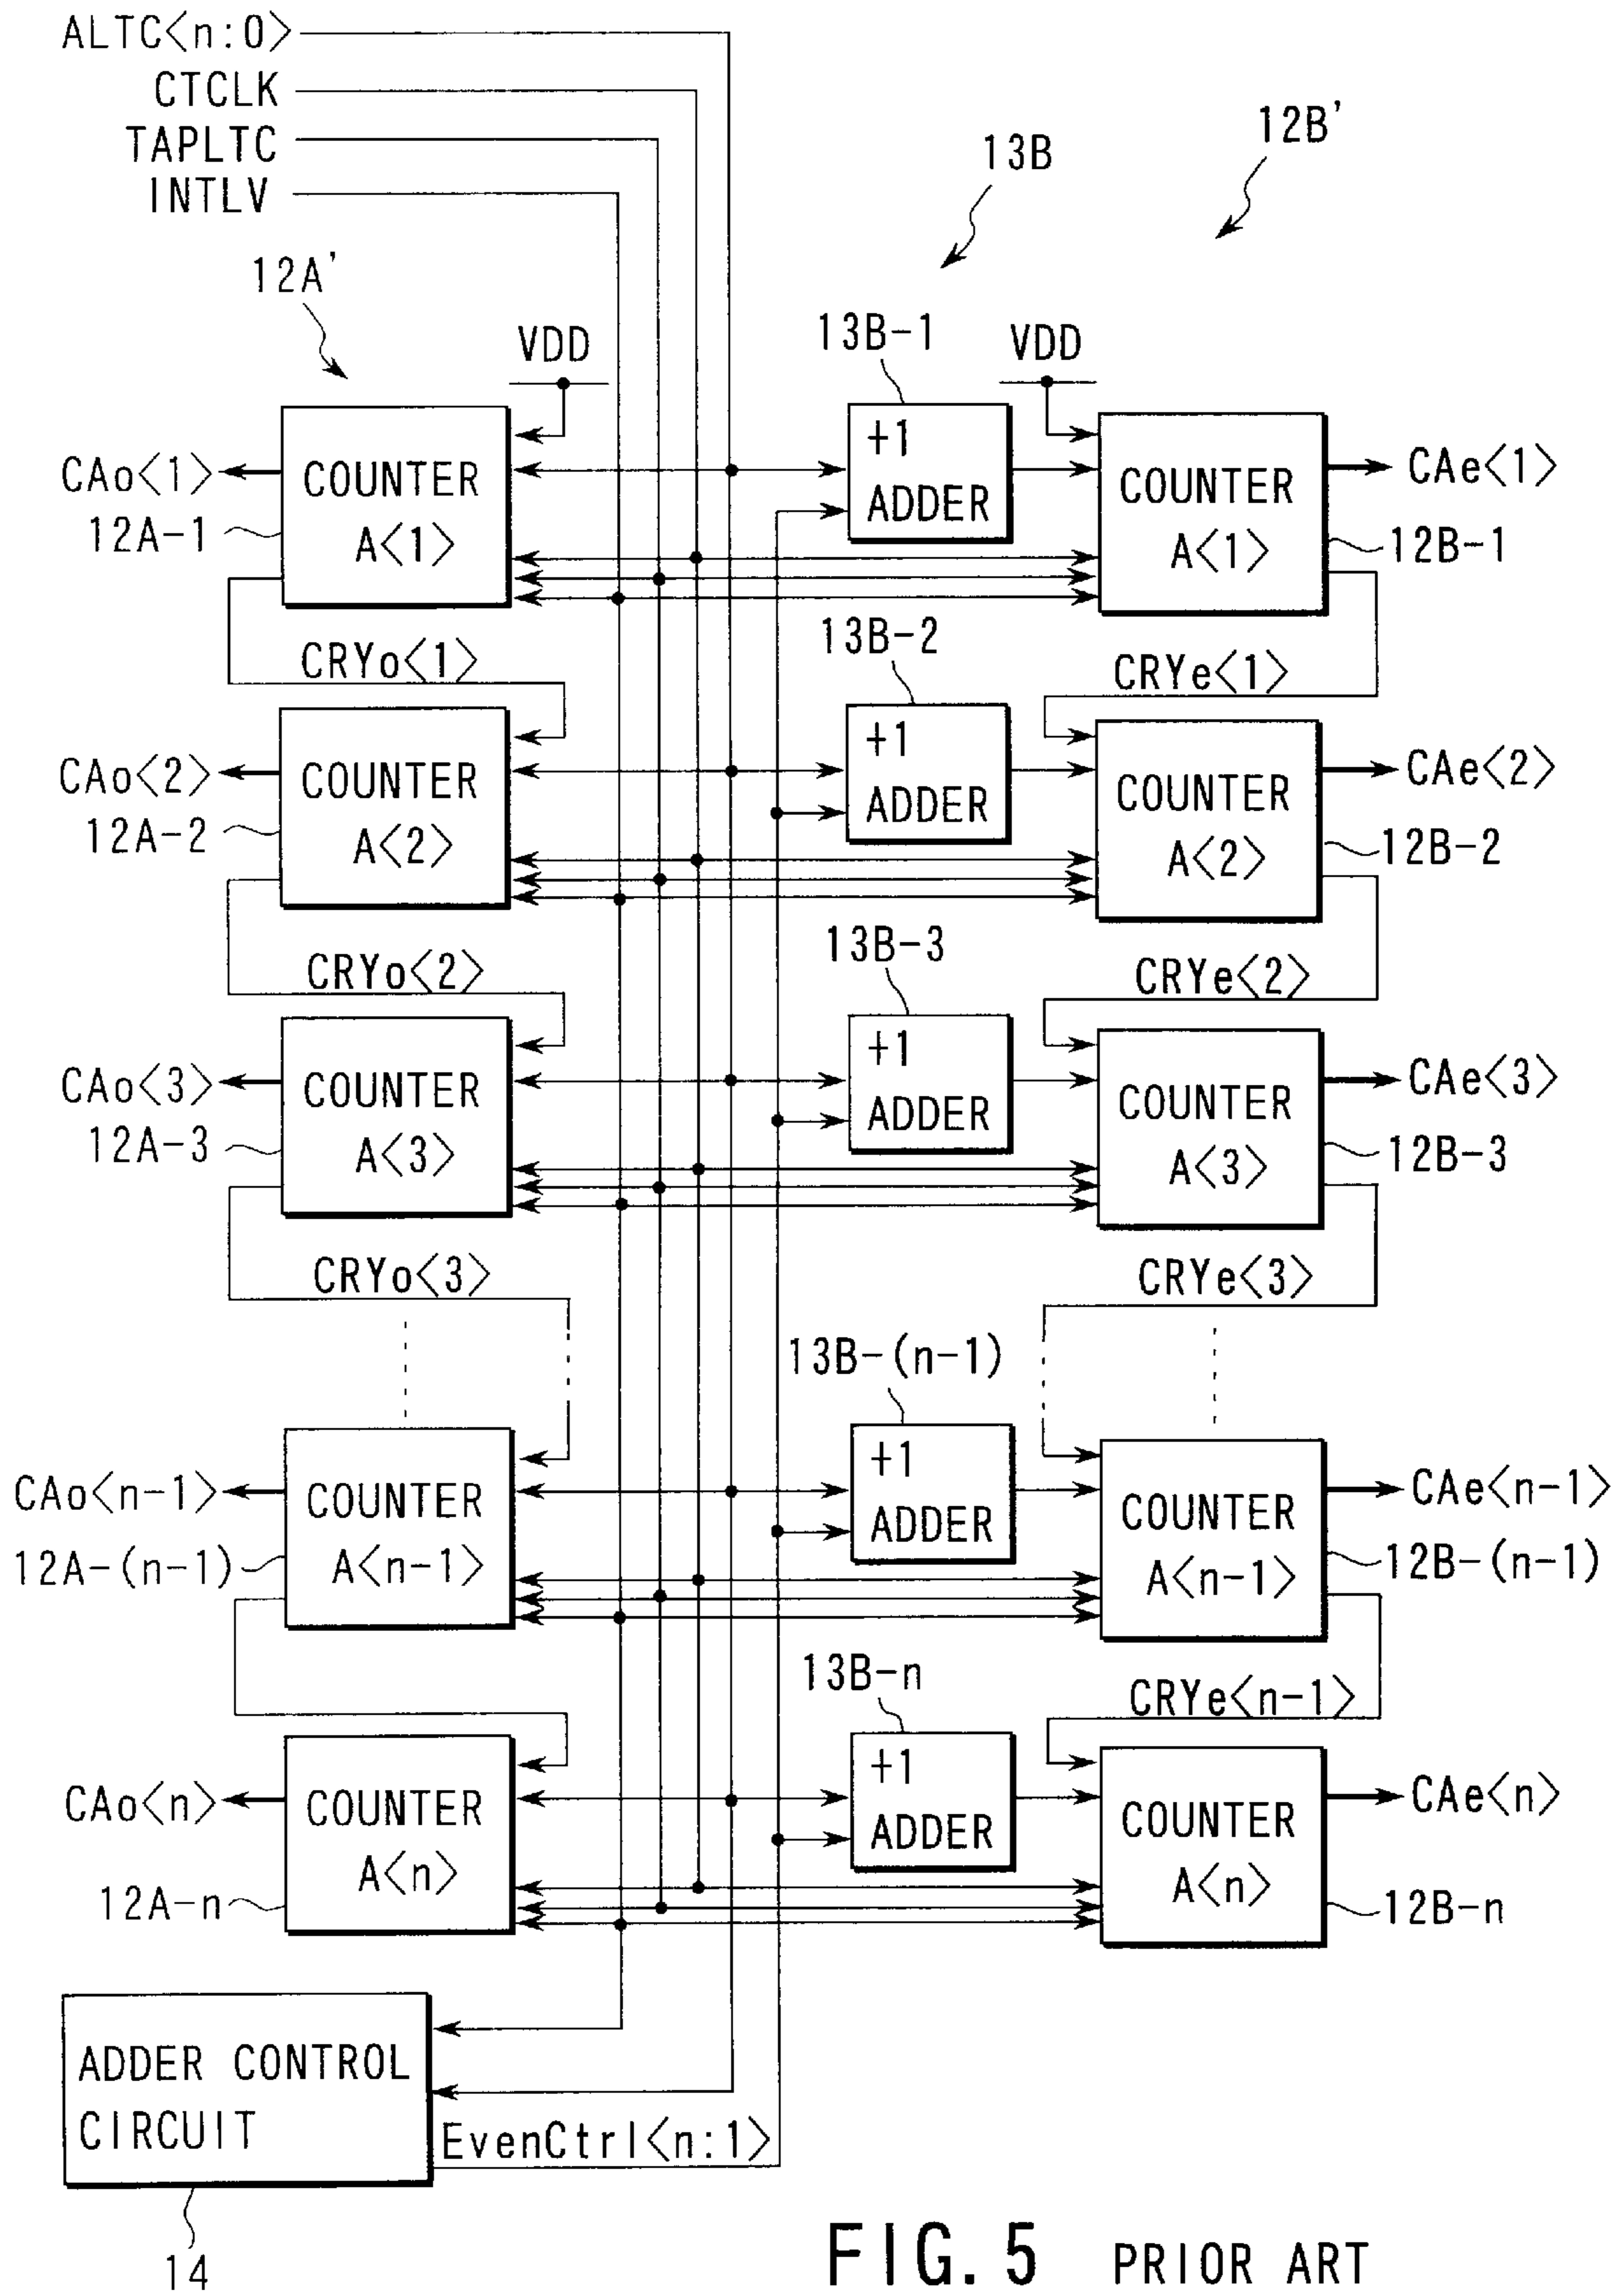 ALTC<n:0>
CTCLK
TAPLTC
INTLV
12A'
13B
12B'
VDD
13B-1
VDD
CAo<1>
12A-1
COUNTER
A<1>
+1
ADDER
COUNTER
A<1>
CAe<1>
12B-1
CRYo<1>
13B-2
CRYe<1>
CAo<2>
12A-2
COUNTER
A<2>
+1
ADDER
COUNTER
A<2>
CAe<2>
12B-2
CRYo<2>
13B-3
CRYe<2>
CAo<3>
12A-3
COUNTER
A<3>
+1
ADDER
COUNTER
A<3>
CAe<3>
12B-3
CRYo<3>
CRYe<3>
13B-(n-1)
CAo<n-1>
12A-(n-1)
COUNTER
A<n-1>
+1
ADDER
COUNTER
A<n-1>
CAe<n-1>
12B-(n-1)
13B-n
CRYe<n-1>
CAo<n>
12A-n
COUNTER
A<n>
+1
ADDER
COUNTER
A<n>
CAe<n>
12B-n
ADDER CONTROL
CIRCUIT
EvenCtrl<n:1>
14
FIG. 5 PRIOR ART